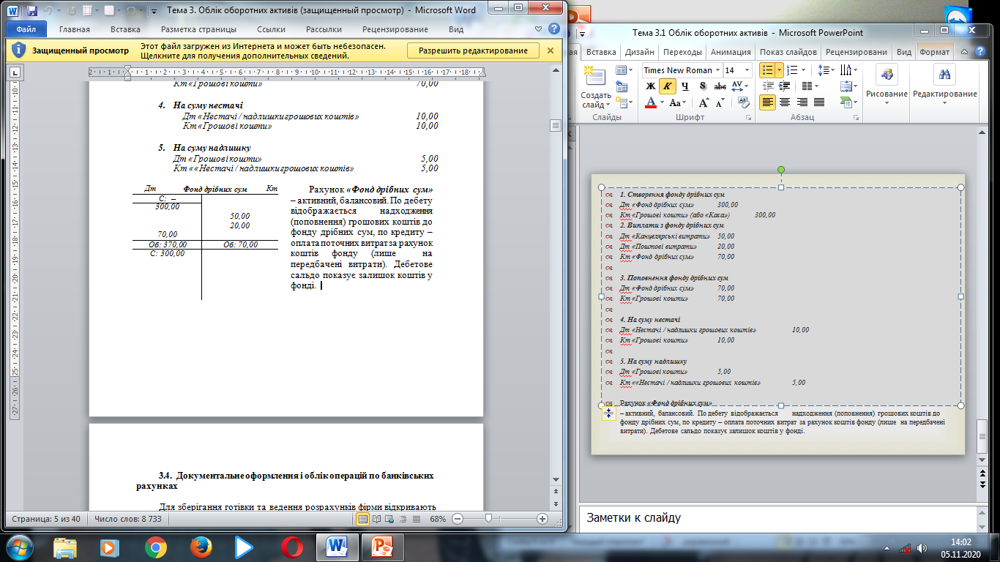 Тема 3. Облік оборотних активів (защищенный просмотр) - Microsoft Word
Файл Главная Вставка Разметка страницы Ссылки Рассылки Рецензирование Вид
Защищенный просмотр Этот файл загружен из Интернета и может быть небезопасен. Щелкните для получения дополнительных сведений. Разрешить редактирование
Кт «Грошові кошти» 70,00
4. На суму нестачі
Дт «Нестачі / надлишки грошових коштів» 10,00
Кт «Грошові кошти» 10,00
5. На суму надлишку
Дт «Грошові кошти» 5,00
Кт ««Нестачі / надлишки грошових коштів» 5,00
Дт Фонд дрібних сум Кт
С: –
300,00
50,00
20,00
70,00
Об: 370,00 Об: 70,00
С: 300,00
Рахунок «Фонд дрібних сум»
– активний, балансовий. По дебету
відображається надходження
(поповнення) грошових коштів до
фонду дрібних сум, по кредиту –
оплата поточних витрат за рахунок
коштів фонду (лише на
передбачені витрати). Дебетове
сальдо показує залишок коштів у
фонді.
3.4. Документальне оформлення і облік операцій по банківських
рахунках
Для зберігання готівки та ведення розрахунків фірми відкривають
Страница: 5 из 40 Число слов: 8 733 68%
Тема 3.1 Облік оборотних активів - Microsoft PowerPoint
Вставка Дизайн Переходы Анимация Показ слайдов Рецензировани Вид Формат
Создать слайд
Слайды
Times New Roman 14
Ж К Ч S abc AV
A Aa A A
Шрифт
Абзац
Рисование
Редактирование
1. Створення фонду дрібних сум
Дт «Фонд дрібних сум» 300,00
Кт «Грошові кошти» (або «Каса») 300,00
2. Виплати з фонду дрібних сум
Дт «Канцелярські витрати» 50,00
Дт «Поштові витрати» 20,00
Кт «Фонд дрібних сум» 70,00
3. Поповнення фонду дрібних сум
Дт «Фонд дрібних сум» 70,00
Кт «Грошові кошти» 70,00
4. На суму нестачі
Дт «Нестачі / надлишки грошових коштів» 10,00
Кт «Грошові кошти» 10,00
5. На суму надлишку
Дт «Грошові кошти» 5,00
Кт ««Нестачі / надлишки грошових коштів» 5,00
Рахунок «Фонд дрібних сум»
– активний, балансовий. По дебету відображається надходження (поповнення) грошових коштів до
фонду дрібних сум, по кредиту – оплата поточних витрат за рахунок коштів фонду (лише на передбачені
витрати). Дебетове сальдо показує залишок коштів у фонді.
Заметки к слайду
14:02
05.11.2020